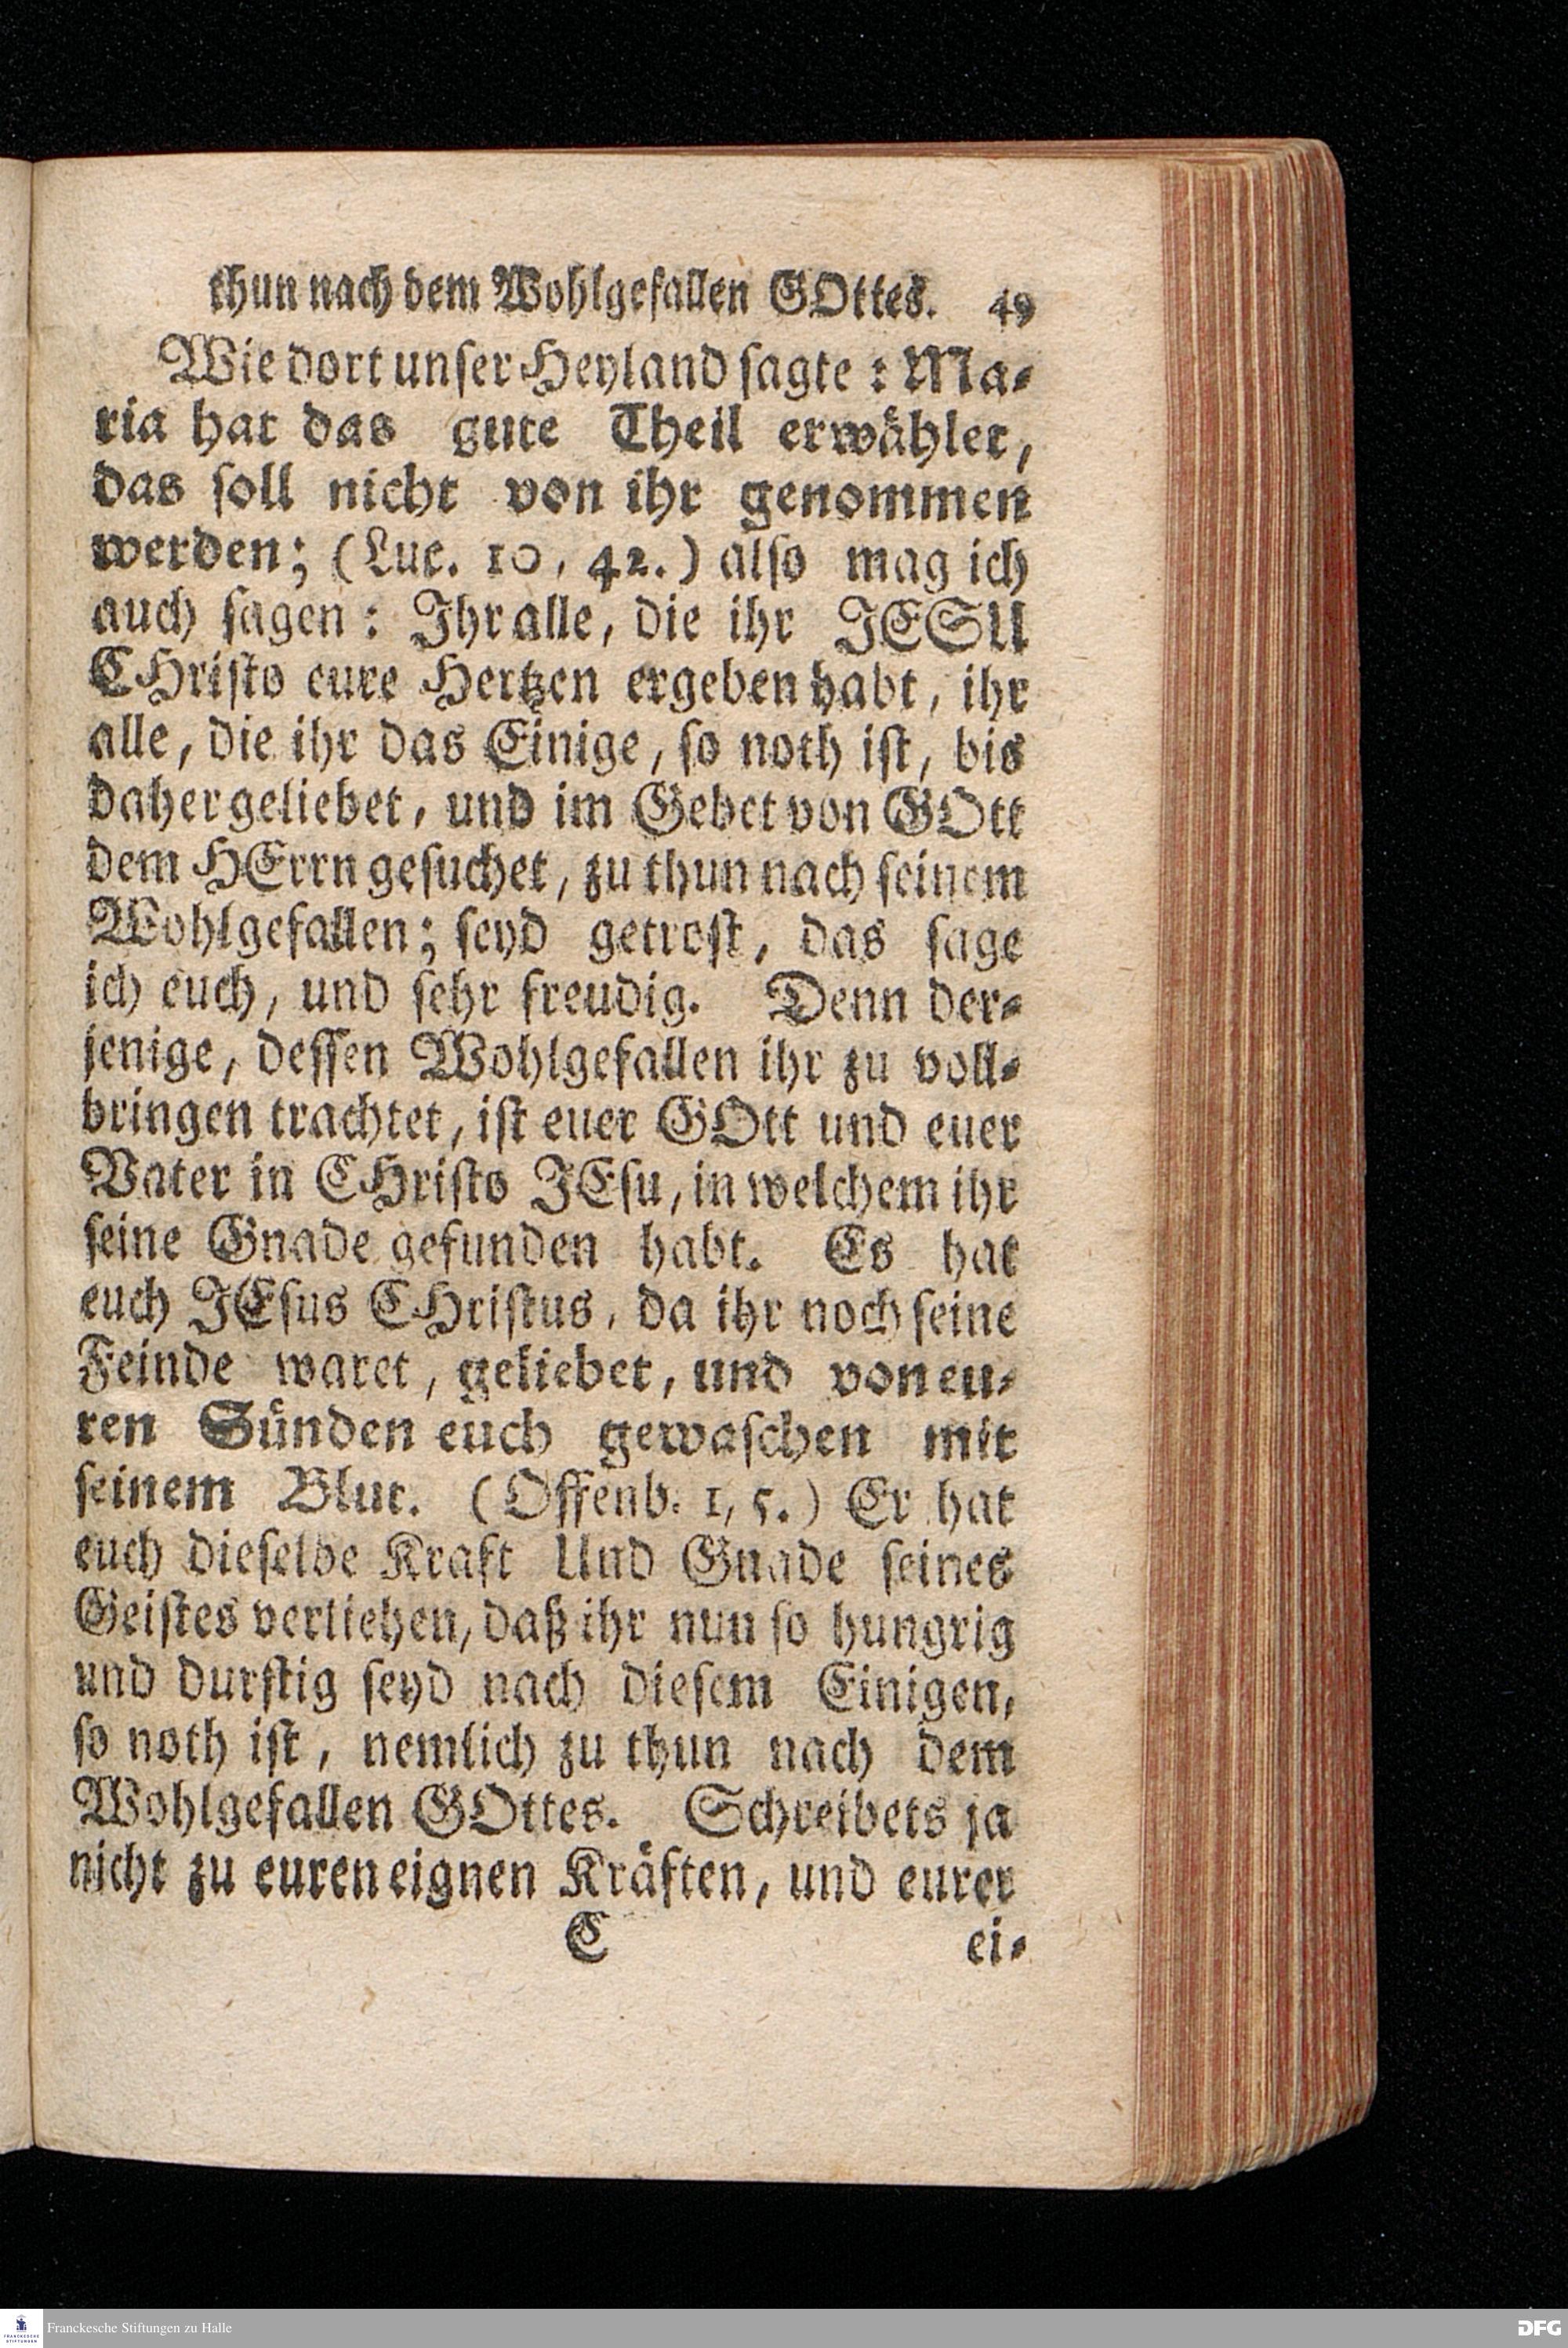 thun nach dem Wohlgefallen GOttes. 49
Wie dort unser Heyland sagte: Ma-
ria hat das gute Theil erwählet,
das soll nicht von ihr genommen
werden; (Luc. 10, 42.) also mag ich
auch sagen: Ihr alle, die ihr JESU
CHristo eure Hertzen ergeben habt, ihr
alle, die ihr das Einige, so noth ist, bis
daher geliebet, und im Gebet von GOtt
dem HErrn gesuchet, zu thun nach seinem
Wohlgefallen; seyd getrost, das sage
ich euch, und sehr freudig. Denn der-
jenige, dessen Wohlgefallen ihr zu voll-
bringen trachtet, ist euer GOtt und euer
Vater in CHristo JEsu, in welchem ihr
seine Gnade gefunden habt. Es hat
euch JEsus CHristus, da ihr noch seine
Feinde waret, geliebet, und von eu-
ren Sünden euch gewaschen mit
seinem Blut. (Offenb. 1, 5.) Er hat
euch dieselbe Kraft Und Gnade seines
Geistes verliehen, daß ihr nun so hungrig
und durstig seyd nach diesem Einigen,
so noth ist, nemlich zu thun nach dem
Wohlgefallen GOttes. Schreibets ja
nicht zu euren eignen Kräften, und eurer
C ei-
FRANCKESCHE STIFTUNGEN
Franckesche Stiftungen zu Halle
DFG